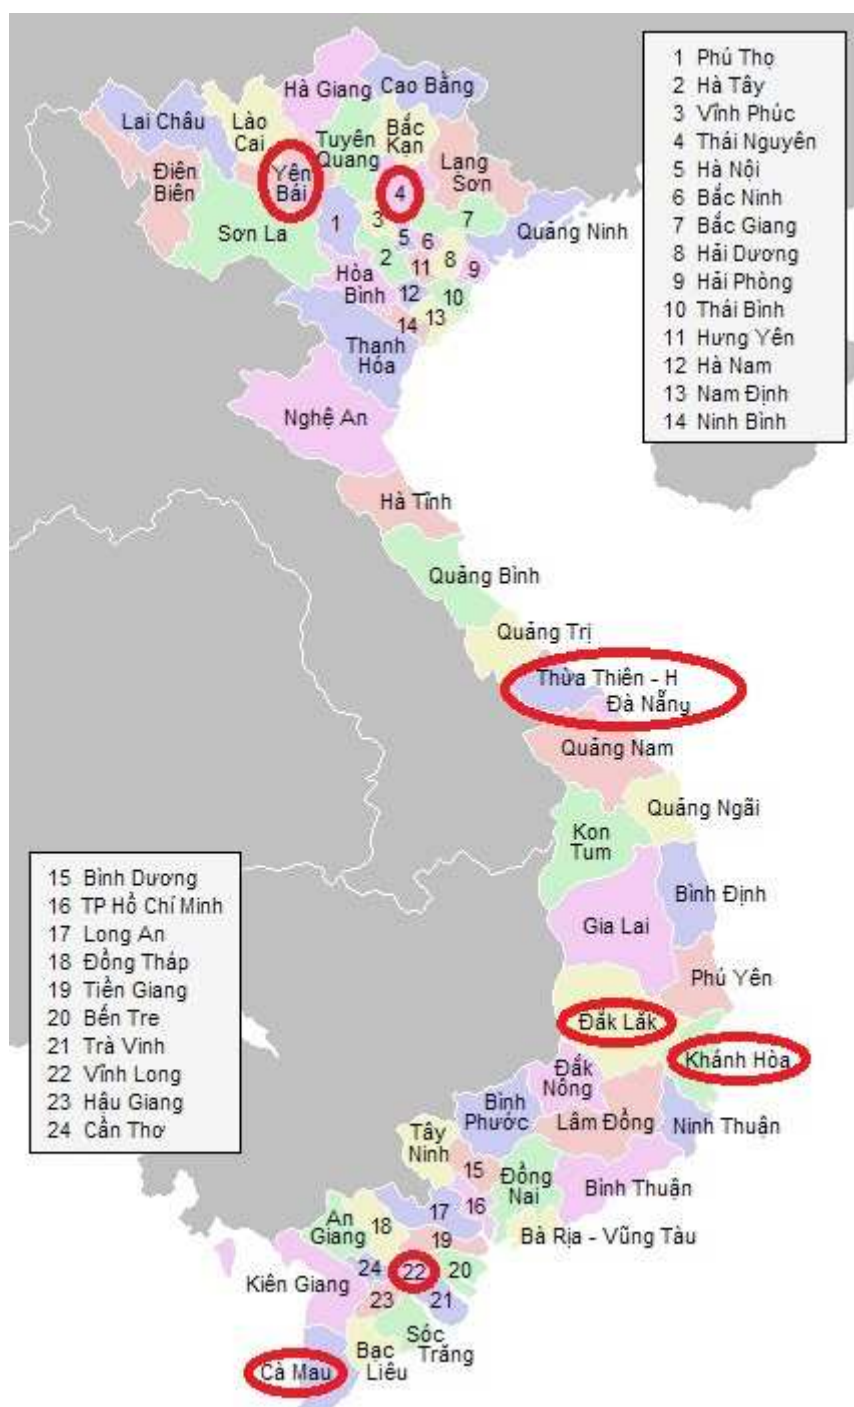 Hà Giang
Cao Bằng
Lai Châu
Lào
Cai
Tuyên
Quang
Bắc
Kạn
Lang
Sơn
Điên
Biên
Yên
Bái
4
Sơn La
1
3
7
Quảng Ninh
5
6
2
8
Hòa
Bình
11
9
12
10
14
13
Thanh
Hóa
Nghệ An
Hà Tĩnh
Quảng Bình
Quảng Trị
Thừa Thiên - H
Đà Nẵng
Quảng Nam
Quảng Ngãi
Kon
Tum
Bình Định
Gia Lai
Phú Yên
Đắk Lắk
Khánh Hòa
Đắk
Nông
Bình
Phước
Lâm Đồng
Ninh Thuận
Tây
Ninh
15
Đồng
Nai
Bình Thuận
16
An
Giang
18
17
19
Bà Rịa - Vũng Tàu
24
22
20
Kiên Giang
23
21
Sóc
Trăng
Bạc
Liêu
Cà Mau
1 Phú Thọ
2 Hà Tây
3 Vĩnh Phúc
4 Thái Nguyên
5 Hà Nội
6 Bắc Ninh
7 Bắc Giang
8 Hải Dương
9 Hải Phòng
10 Thái Bình
11 Hưng Yên
12 Hà Nam
13 Nam Định
14 Ninh Bình
15 Bình Dương
16 TP Hồ Chí Minh
17 Long An
18 Đồng Tháp
19 Tiền Giang
20 Bến Tre
21 Trà Vinh
22 Vĩnh Long
23 Hậu Giang
24 Cần Thơ